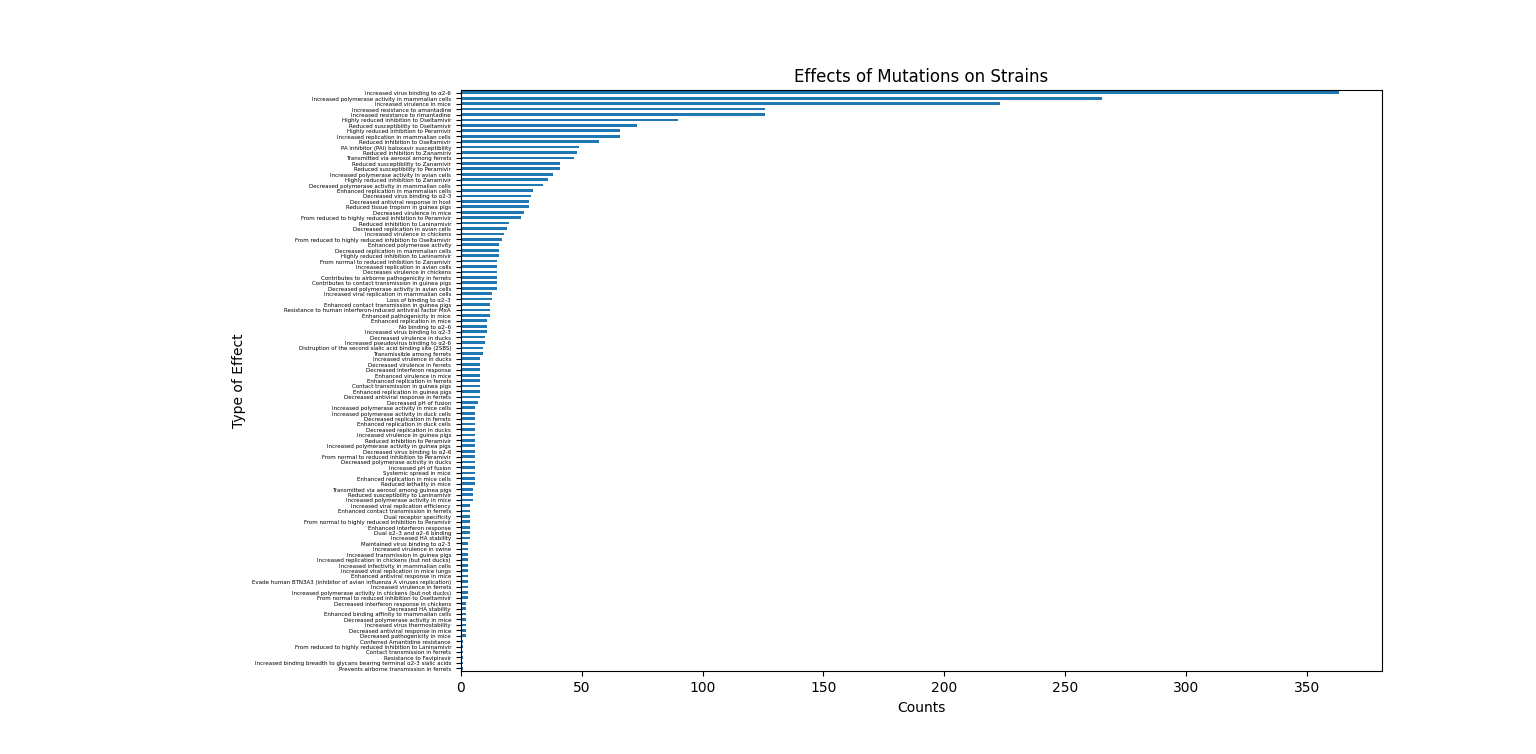 Effects of Mutations on Strains
Type of Effect
Increased virus binding to α2-6
Increased polymerase activity in mammalian cells
Increased virulence in mice
Increased resistance to amantadine
Increased resistance to rimantadine
Highly reduced inhibition to Oseltamivir
Reduced susceptibility to Oseltamivir
Highly reduced inhibition to Peramivir
Increased replication in mammalian cells
Reduced inhibition to Oseltamivir
PA inhibitor (PAI) baloxavir susceptibility
Reduced inhibition to Zanamiriv
Transmitted via aerosol among ferrets
Reduced susceptibility to Zanamivir
Reduced susceptibility to Peramivir
Increased polymerase activity in avian cells
Highly reduced inhibition to Zanamivir
Decreased polymerase activity in mammalian cells
Enhanced replication in mammalian cells
Decreased virus binding to α2-3
Decreased antiviral response in host
Reduced tissue tropism in guinea pigs
Decreased virulence in mice
From reduced to highly reduced inhibition to Peramivir
Reduced inhibition to Laninamivir
Decreased replication in avian cells
Increased virulence in chickens
From reduced to highly reduced inhibition to Oseltamivir
Enhanced polymerase activity
Decreased replication in mammalian cells
Highly reduced inhibition to Laninamivir
From normal to reduced inhibition to Zanamivir
Increased replication in avian cells
Decreases virulence in chickens
Contributes to airborne pathogenicity in ferrets
Contributes to contact transmission in guinea pigs
Decreased polymerase activity in avian cells
Increased viral replication in mammalian cells
Loss of binding to α2–3
Enhanced contact transmission in guinea pigs
Resistance to human interferon-induced antiviral factor MxA
Enhanced pathogenicity in mice
Enhanced replication in mice
No binding to α2–6
Increased virus binding to α2-3
Decreased virulence in ducks
Increased pseudovirus binding to α2-6
Distruption of the second sialic acid binding site (2SBS)
Transmissible among ferrets
Increased virulence in ducks
Decreased virulence in ferrets
Decreased interferon response
Enhanced virulence in mice
Enhanced replication in ferrets
Contact transmission in guinea pigs
Enhanced replication in guinea pigs
Decreased antiviral response in ferrets
Decreased pH of fusion
Increased polymerase activity in mice cells
Increased polymerase activity in duck cells
Decreased replication in ferrets
Enhanced replication in duck cells
Decreased replication in ducks
Increased virulence in guinea pigs
Reduced inhibition to Peramivir
Increased polymerase activity in guinea pigs
Decreased virus binding to α2-6
From normal to reduced inhibition to Peramivir
Decreased polymerase activity in ducks
Increased pH of fusion
Systemic spread in mice
Enhanced replication in mice cells
Reduced lethality in mice
Transmitted via aerosol among guinea pigs
Reduced susceptibility to Laninamivir
Increased polymerase activity in mice
Increased viral replication efficiency
Enhanced contact transmission in ferrets
Dual receptor specificity
From normal to highly reduced inhibition to Peramivir
Enhanced interferon response
Dual α2–3 and α2–6 binding
Increased HA stability
Maintained virus binding to α2-3
Increased virulence in swine
Increased transmission in guinea pigs
Increased replication in chickens (but not ducks)
Increased infectivity in mammalian cells
Increased viral replication in mice lungs
Enhanced antiviral response in mice
Evade human BTN3A3 (inhibitor of avian influenza A viruses replication)
Increased virulence in ferrets
Increased polymerase activity in chickens (but not ducks)
From normal to reduced inhibition to Oseltamivir
Decreased interferon response in chickens
Decreased HA stability
Enhanced binding affinity to mammalian cells
Decreased polymerase activity in mice
Increased virus thermostability
Decreased antiviral response in mice
Decreased pathogenicity in mice
Conferred Amantidine resistance
From reduced to highly reduced inhibition to Laninamivir
Contact transmission in ferrets
Resistance to Favipiravir
Increased binding breadth to glycans bearing terminal α2-3 sialic acids
Prevents airborne transmission in ferrets
0 50 100 150 200 250 300 350
Counts